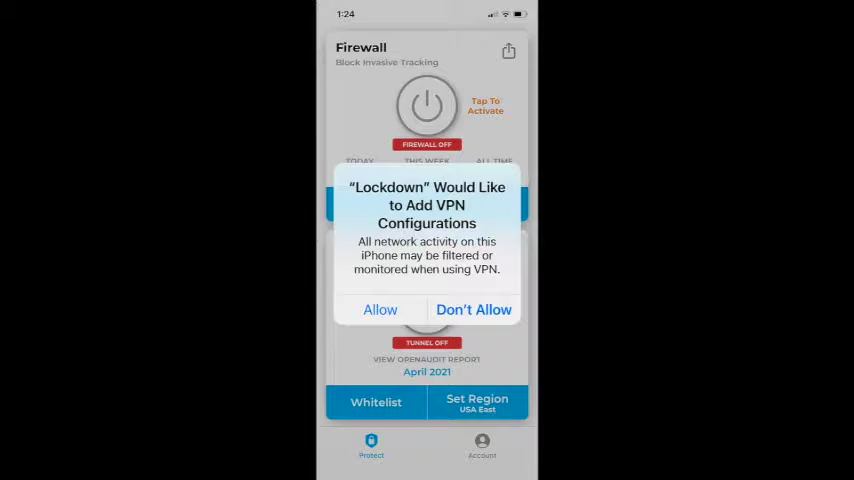 1:24
Firewall
Block Invasive Tracking
Tap To
Activate
FIREWALL OFF
TODAY THIS WEEK ALL TIME
“Lockdown” Would Like
to Add VPN
Configurations
All network activity on this
iPhone may be filtered or
monitored when using VPN.
Allow Don’t Allow
TUNNEL OFF
VIEW OPENAUDIT REPORT
April 2021
Whitelist Set Region
USA East
Protect Account